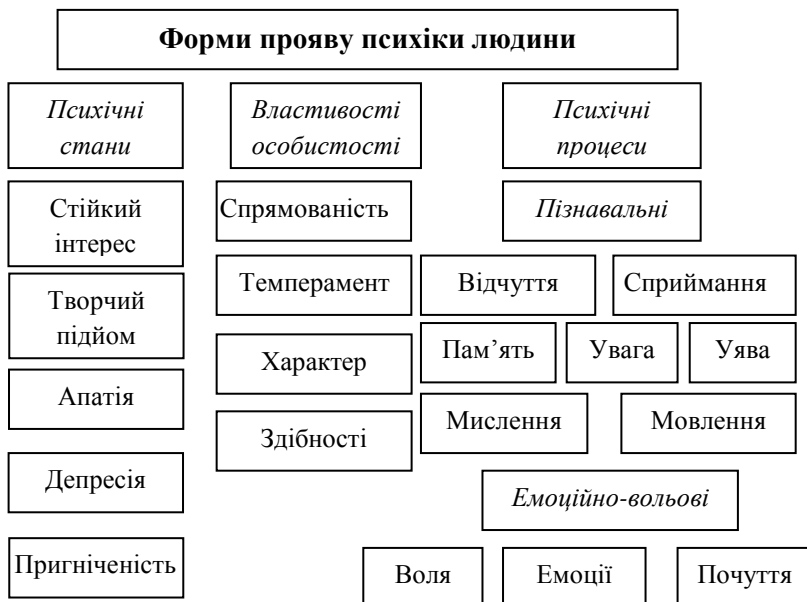 Форми прояву психіки людини
Психічні
стани
Властивості
особистості
Психічні
процеси
Стійкий
інтерес
Спрямованість
Пізнавальні
Творчий
підйом
Темперамент
Відчуття
Сприймання
Характер
Пам’ять
Увага
Уява
Апатія
Здібності
Мислення
Мовлення
Депресія
Емоційно-вольові
Пригніченість
Воля
Емоції
Почуття